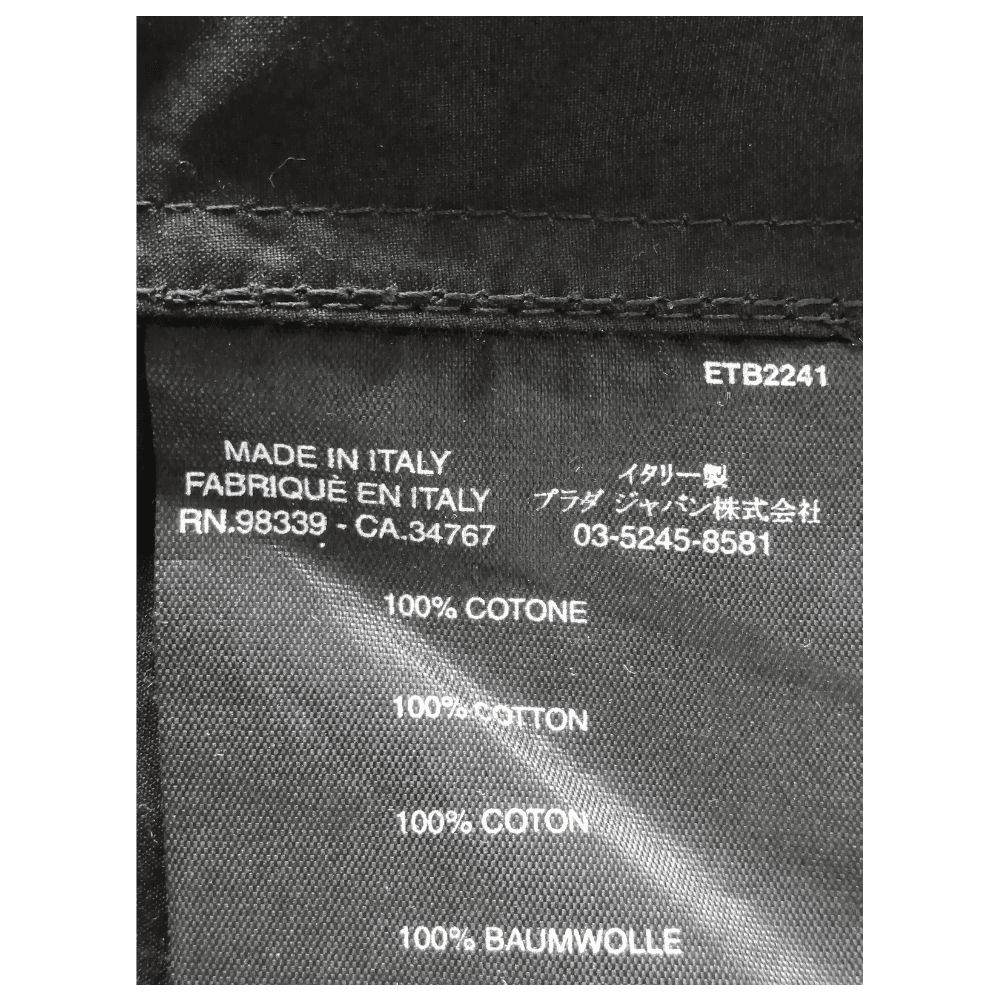 ETB2241
MADE IN ITALY
FABRIQUÈ EN ITALY
RN.98339 - CA.34767
イタリー製
プラダ ジャパン株式会社
03-5245-8581
100% COTONE
100% COTTON
100% COTON
100% BAUMWOLLE